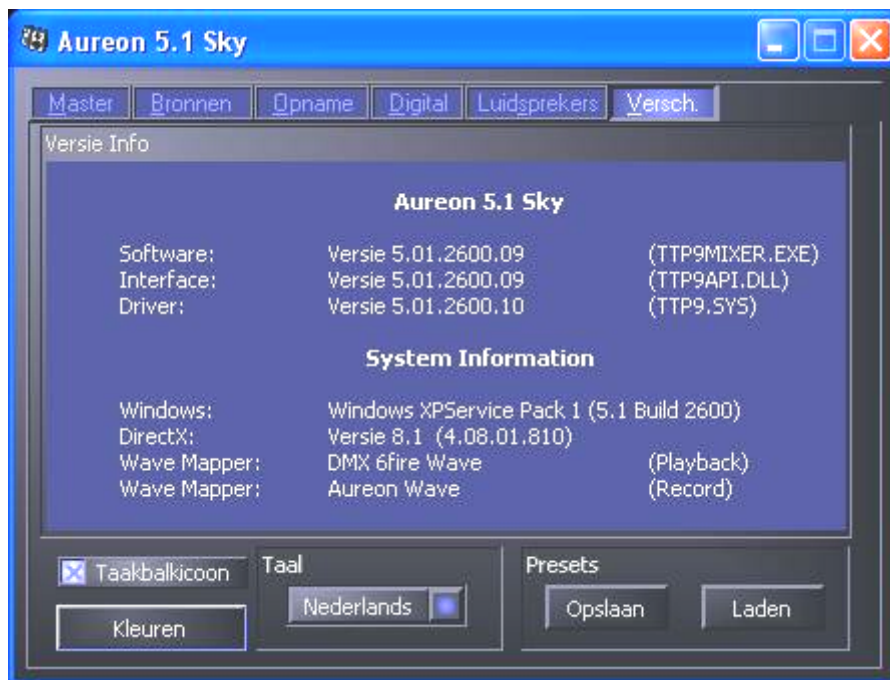 Aureon 5.1 Sky
Master Bronnen Opname Digital Luidsprekers Versch.
Versie Info
Aureon 5.1 Sky
Software: Versie 5.01.2600.09 (TTP9MIXER.EXE)
Interface: Versie 5.01.2600.09 (TTP9API.DLL)
Driver: Versie 5.01.2600.10 (TTP9.SYS)
System Information
Windows: Windows XPService Pack 1 (5.1 Build 2600)
DirectX: Versie 8.1 (4.08.01.810)
Wave Mapper: DMX 6fire Wave (Playback)
Wave Mapper: Aureon Wave (Record)
Taakbalkicoon Taal Presets
Nederlands Opslaan Laden
Kleuren